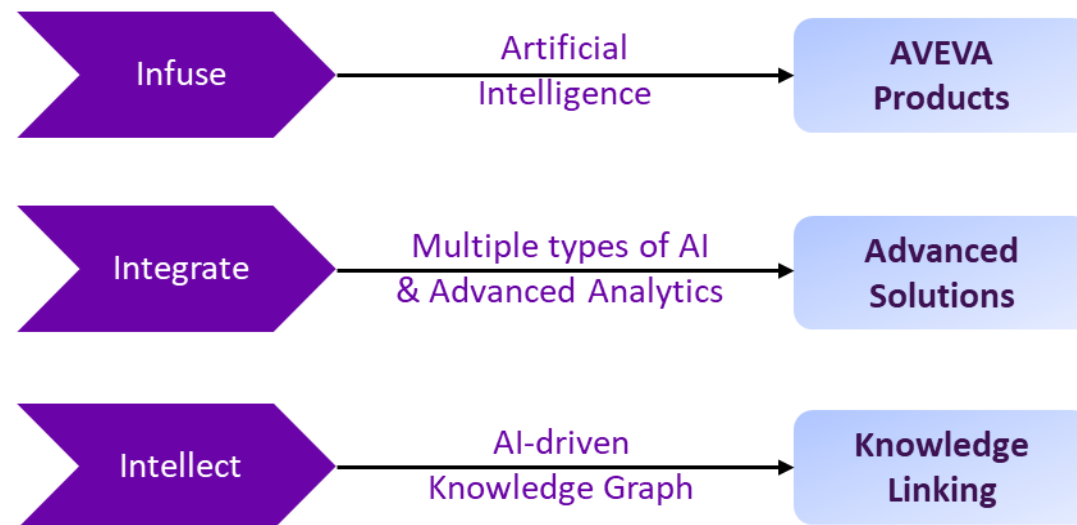 Infuse
Artificial
Intelligence
AVEVA
Products
Integrate
Multiple types of AI
& Advanced Analytics
Advanced
Solutions
Intellect
AI-driven
Knowledge Graph
Knowledge
Linking